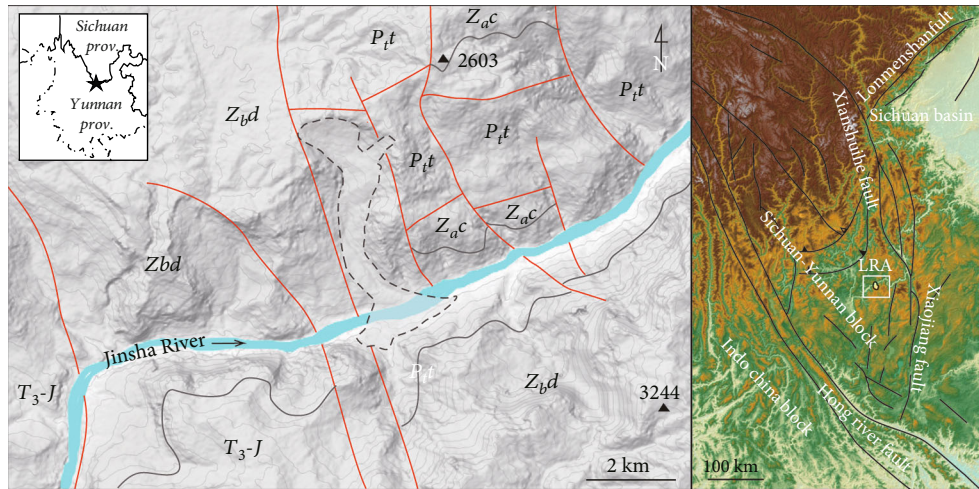 Sichuan
prov.
Yunnan
prov.
Z_ac
P_tt
2603
N
P_tt
Z_bd
P_tt
P_tt
Z_ac
Z_ac
Zbd
Jinsha River
P_tt
Z_bd
T_3-J
3244
T_3-J
2 km
Lonmenshanfult
Sichuan basin
Xianshuihe fault
Sichuan-Yunnan block
LRA
Xiaojiang fault
Indo china block
Hong river fault
100 km